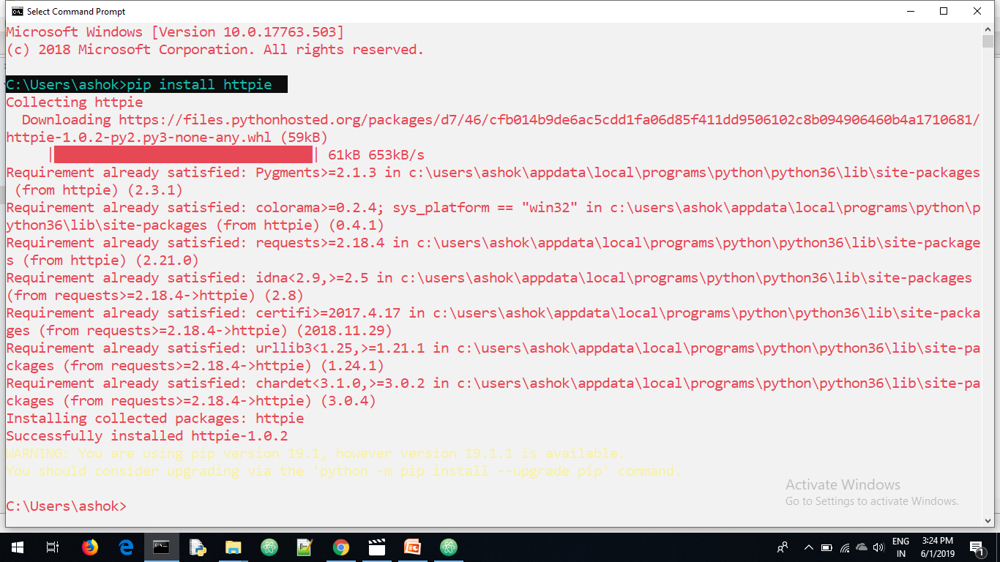 Select Command Prompt
Microsoft Windows [Version 10.0.17763.503]
(c) 2018 Microsoft Corporation. All rights reserved.
C:\Users\ashok>pip install httpie
Collecting httpie
Downloading https://files.pythonhosted.org/packages/d7/46/cfb014b9de6ac5cdd1fa06d85f411dd9506102c8b094906460b4a1710681/
httpie-1.0.2-py2.py3-none-any.whl (59kB)
|████████████████████████████████| 61kB 653kB/s
Requirement already satisfied: Pygments>=2.1.3 in c:\users\ashok\appdata\local\programs\python\python36\lib\site-packages
(from httpie) (2.3.1)
Requirement already satisfied: colorama>=0.2.4; sys_platform == "win32" in c:\users\ashok\appdata\local\programs\python\p
ython36\lib\site-packages (from httpie) (0.4.1)
Requirement already satisfied: requests>=2.18.4 in c:\users\ashok\appdata\local\programs\python\python36\lib\site-package
s (from httpie) (2.21.0)
Requirement already satisfied: idna<2.9,>=2.5 in c:\users\ashok\appdata\local\programs\python\python36\lib\site-packages
(from requests>=2.18.4->httpie) (2.8)
Requirement already satisfied: certifi>=2017.4.17 in c:\users\ashok\appdata\local\programs\python\python36\lib\site-packa
ges (from requests>=2.18.4->httpie) (2018.11.29)
Requirement already satisfied: urllib3<1.25,>=1.21.1 in c:\users\ashok\appdata\local\programs\python\python36\lib\site-pa
ckages (from requests>=2.18.4->httpie) (1.24.1)
Requirement already satisfied: chardet<3.1.0,>=3.0.2 in c:\users\ashok\appdata\local\programs\python\python36\lib\site-pa
ckages (from requests>=2.18.4->httpie) (3.0.4)
Installing collected packages: httpie
Successfully installed httpie-1.0.2
WARNING: You are using pip version 19.1, however version 19.1.1 is available.
You should consider upgrading via the 'python -m pip install --upgrade pip' command.
C:\Users\ashok>
Activate Windows
Go to Settings to activate Windows.
ENG
IN
3:24 PM
6/1/2019
1